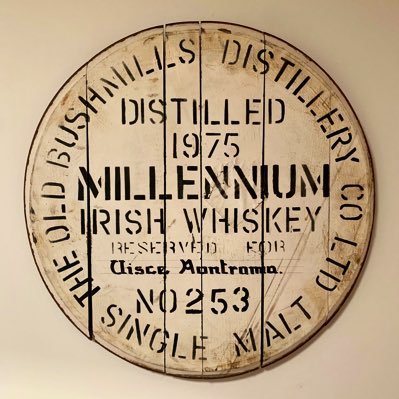 THE OLD BUSHMILLS DISTILLERY CO LTD
DISTILLED
1975
MILLENNIUM
IRISH WHISKEY
RESERVED FOR
Uisce Aontroma.
NO 253
SINGLE MALT